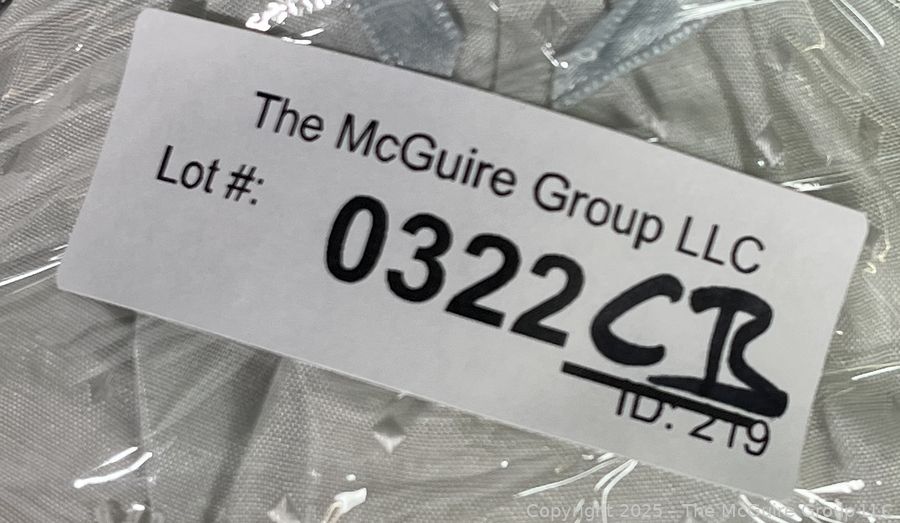 The McGuire Group LLC
Lot #:
0322CB
ID: 219
Copyright 2025 - The McGuire Group LLC